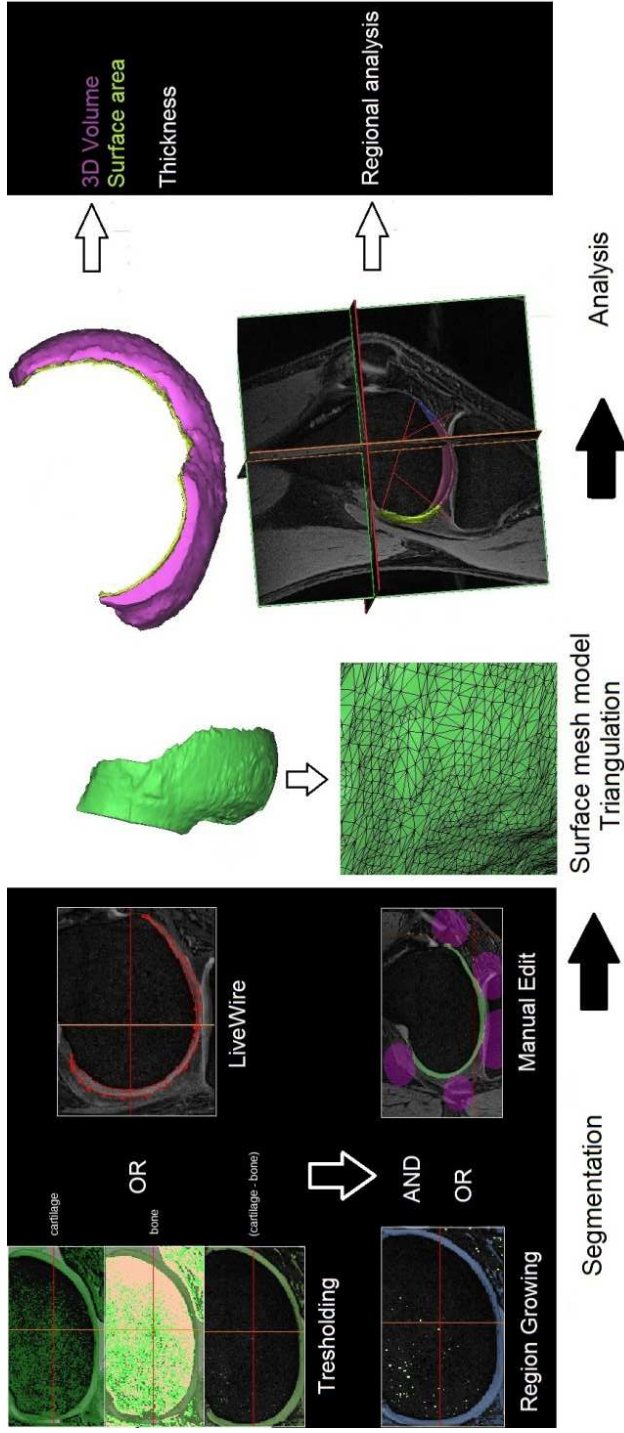 cartilage
bone
(cartilage - bone)
OR
Tresholding
LiveWire
AND
OR
Region Growing
Manual Edit
Segmentation
Surface mesh model
Triangulation
3D Volume
Surface area
Thickness
Regional analysis
Analysis